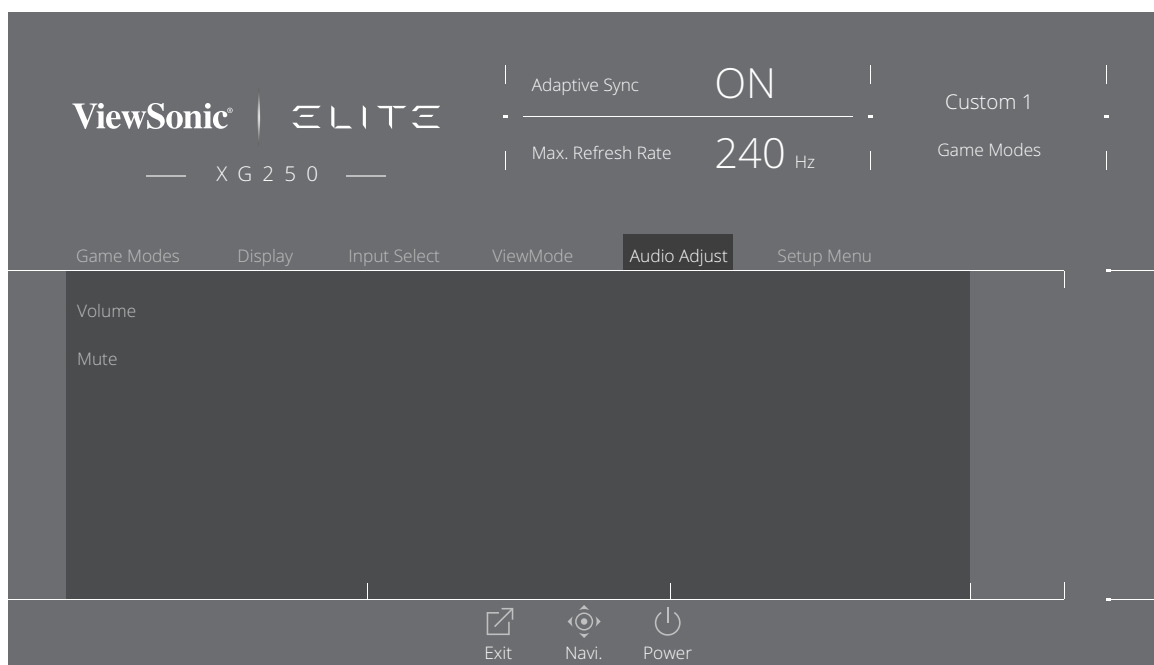 ViewSonic® ELITE
XG250
Adaptive Sync ON
Max. Refresh Rate 240 Hz
Custom 1
Game Modes
Game Modes Display Input Select ViewMode Audio Adjust Setup Menu
Volume
Mute
Exit Navi. Power